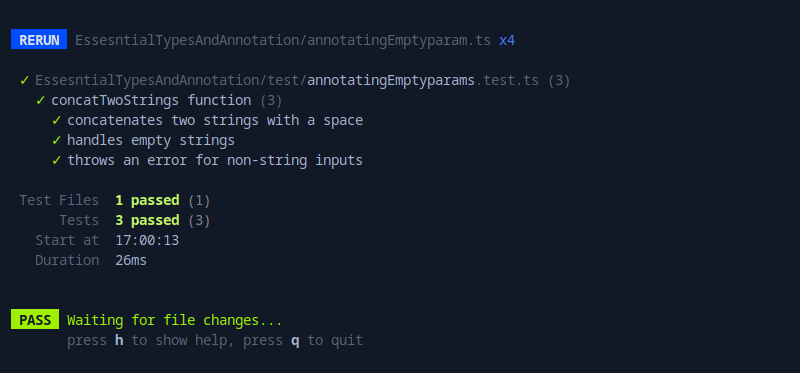 RERUN EssesntialTypesAndAnnotation/annotatingEmptyparam.ts x4
✓ EssesntialTypesAndAnnotation/test/annotatingEmptyparams.test.ts (3)
✓ concatTwoStrings function (3)
✓ concatenates two strings with a space
✓ handles empty strings
✓ throws an error for non-string inputs
Test Files 1 passed (1)
Tests 3 passed (3)
Start at 17:00:13
Duration 26ms
PASS Waiting for file changes...
press h to show help, press q to quit